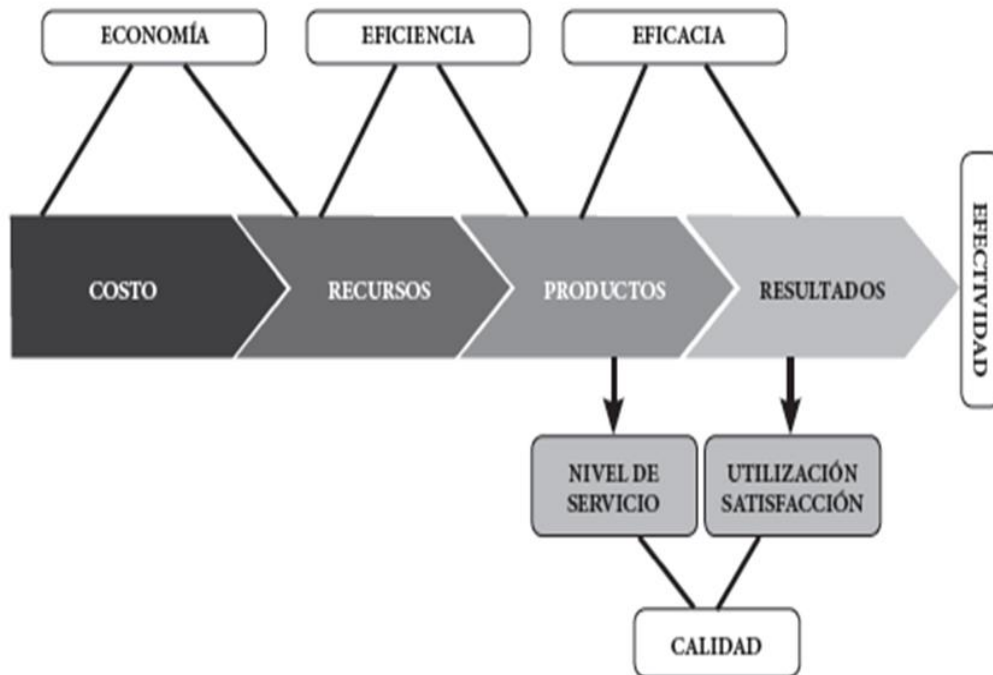 ECONOMÍA
EFICIENCIA
EFICACIA
COSTO
RECURSOS
PRODUCTOS
RESULTADOS
EFECTIVIDAD
NIVEL DE
SERVICIO
UTILIZACIÓN
SATISFACCIÓN
CALIDAD